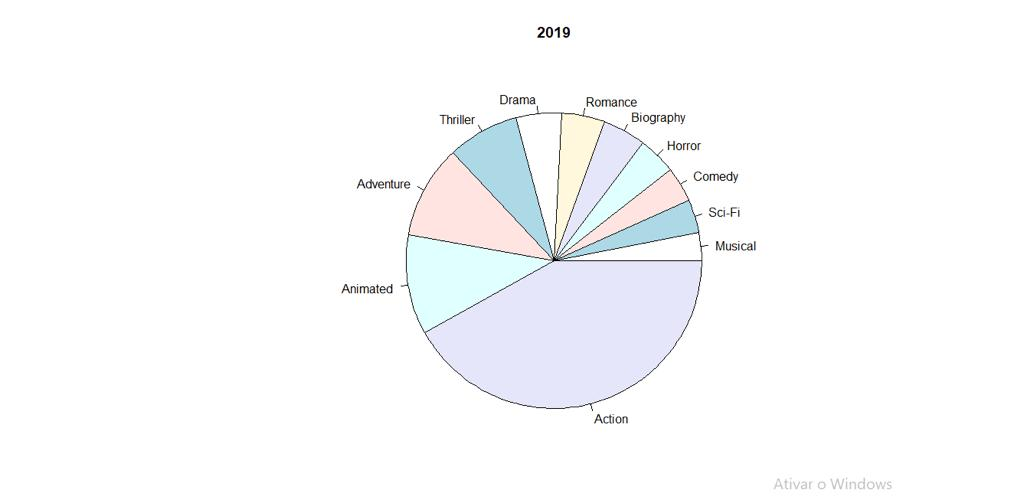 2019
Drama
Romance
Thriller
Biography
Horror
Adventure
Comedy
Sci-Fi
Musical
Animated
Action
Ativar o Windows